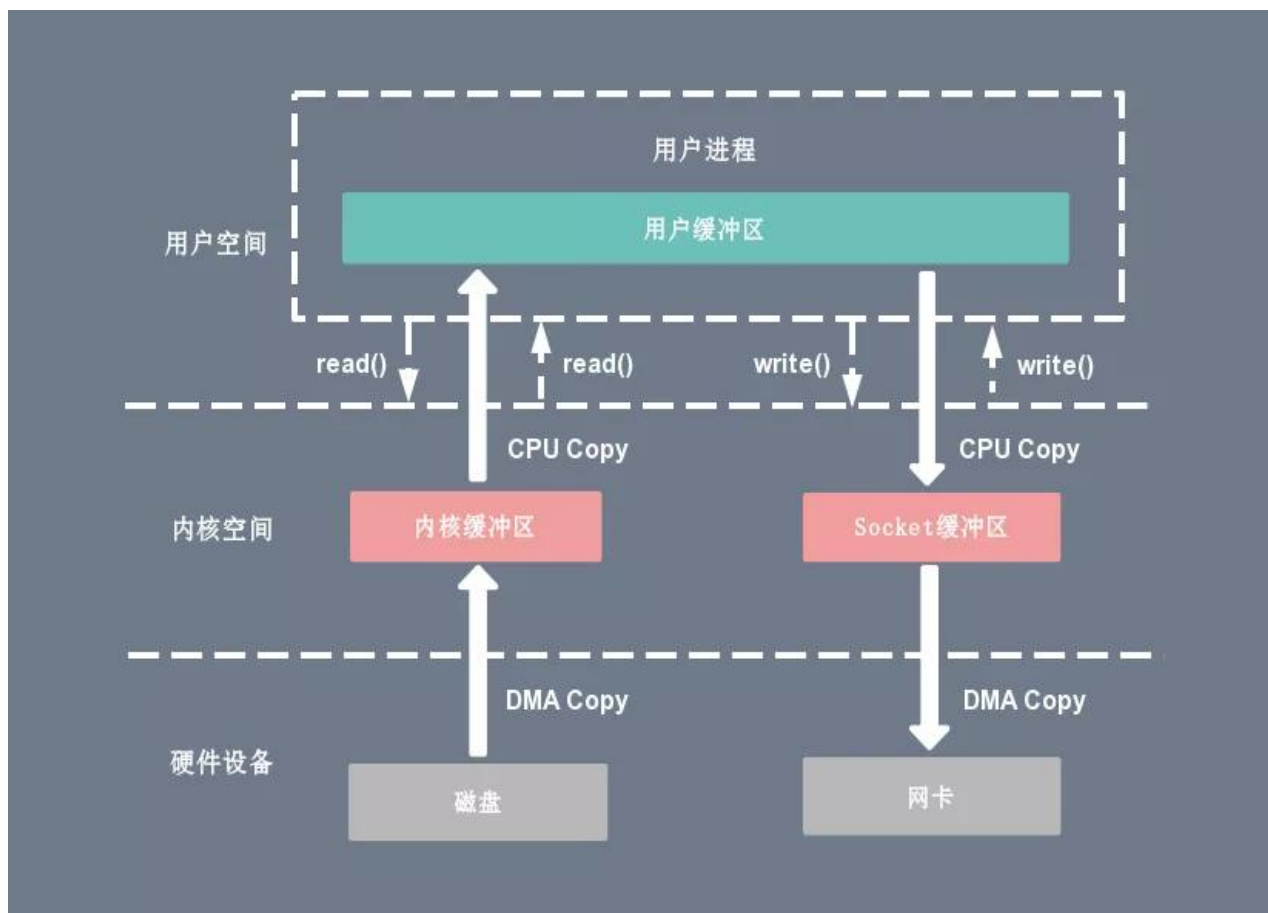 用户进程
用户缓冲区
用户空间
read()
read()
write()
write()
CPU Copy
CPU Copy
内核空间
内核缓冲区
Socket缓冲区
DMA Copy
DMA Copy
硬件设备
磁盘
网卡